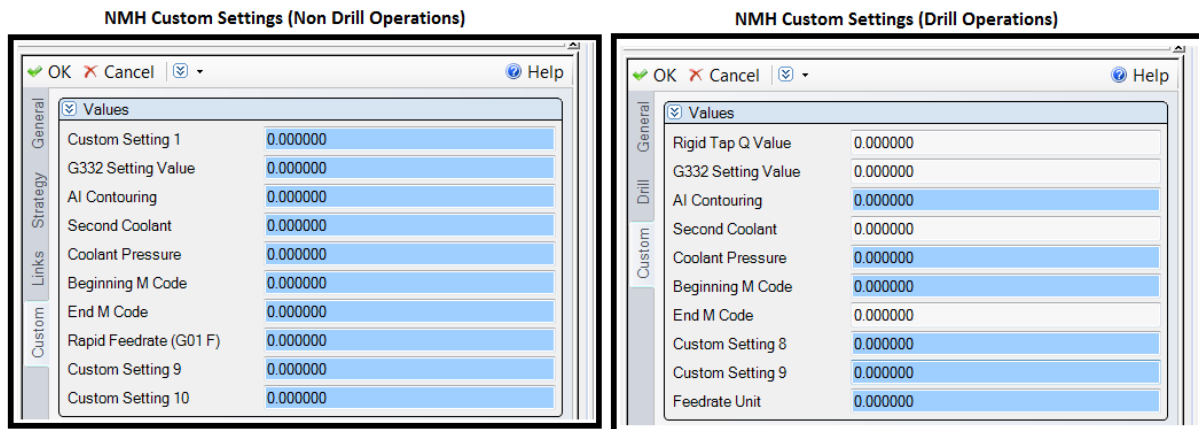 NMH Custom Settings (Non Drill Operations)
OK Cancel Help
General
Strategy
Links
Custom
Values
Custom Setting 1 0.000000
G332 Setting Value 0.000000
AI Contouring 0.000000
Second Coolant 0.000000
Coolant Pressure 0.000000
Beginning M Code 0.000000
End M Code 0.000000
Rapid Feedrate (G01 F) 0.000000
Custom Setting 9 0.000000
Custom Setting 10 0.000000
NMH Custom Settings (Drill Operations)
OK Cancel Help
General
Drill
Custom
Values
Rigid Tap Q Value 0.000000
G332 Setting Value 0.000000
AI Contouring 0.000000
Second Coolant 0.000000
Coolant Pressure 0.000000
Beginning M Code 0.000000
End M Code 0.000000
Custom Setting 8 0.000000
Custom Setting 9 0.000000
Feedrate Unit 0.000000